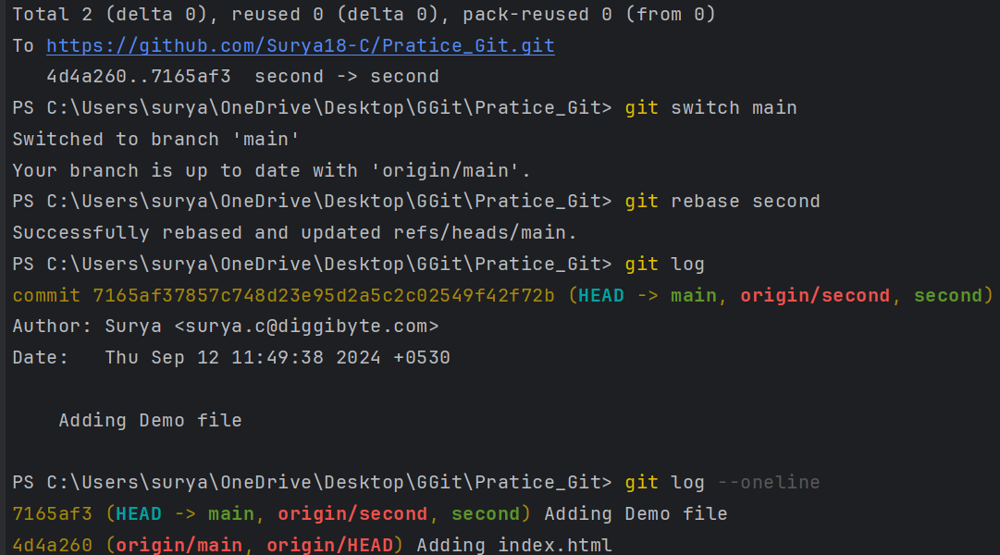 Total 2 (delta 0), reused 0 (delta 0), pack-reused 0 (from 0)
To https://github.com/Surya18-C/Pratice_Git.git
   4d4a260..7165af3  second -> second
PS C:\Users\surya\OneDrive\Desktop\GGit\Pratice_Git> git switch main
Switched to branch 'main'
Your branch is up to date with 'origin/main'.
PS C:\Users\surya\OneDrive\Desktop\GGit\Pratice_Git> git rebase second
Successfully rebased and updated refs/heads/main.
PS C:\Users\surya\OneDrive\Desktop\GGit\Pratice_Git> git log
commit 7165af37857c748d23e95d2a5c2c02549f42f72b (HEAD -> main, origin/second, second)
Author: Surya <surya.c@diggibyte.com>
Date:   Thu Sep 12 11:49:38 2024 +0530
    Adding Demo file
PS C:\Users\surya\OneDrive\Desktop\GGit\Pratice_Git> git log --oneline
7165af3 (HEAD -> main, origin/second, second) Adding Demo file
4d4a260 (origin/main, origin/HEAD) Adding index.html